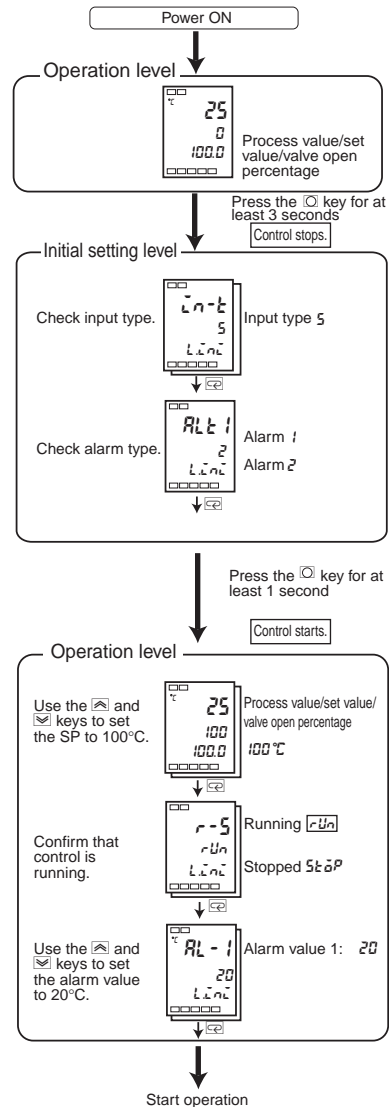 Power ON
Operation level
°C
25
0
100.0
Process value/set
value/valve open
percentage
Press the O key for at
least 3 seconds
Control stops.
Initial setting level
Check input type.
in-t
5
L.ini
Input type 5
Check alarm type.
ALt1
2
L.ini
Alarm 1
Alarm 2
Press the O key for at
least 1 second
Control starts.
Operation level
Use the and
keys to set
the SP to 100°C.
°C
25
100
100.0
Process value/set value/
valve open percentage
100°C
Confirm that
control is
running.
r-S
rUn
L.ini
Running rUn
Stopped StoP
Use the and
keys to set
the alarm value
to 20°C.
°C
AL-1
20
L.ini
Alarm value 1: 20
Start operation